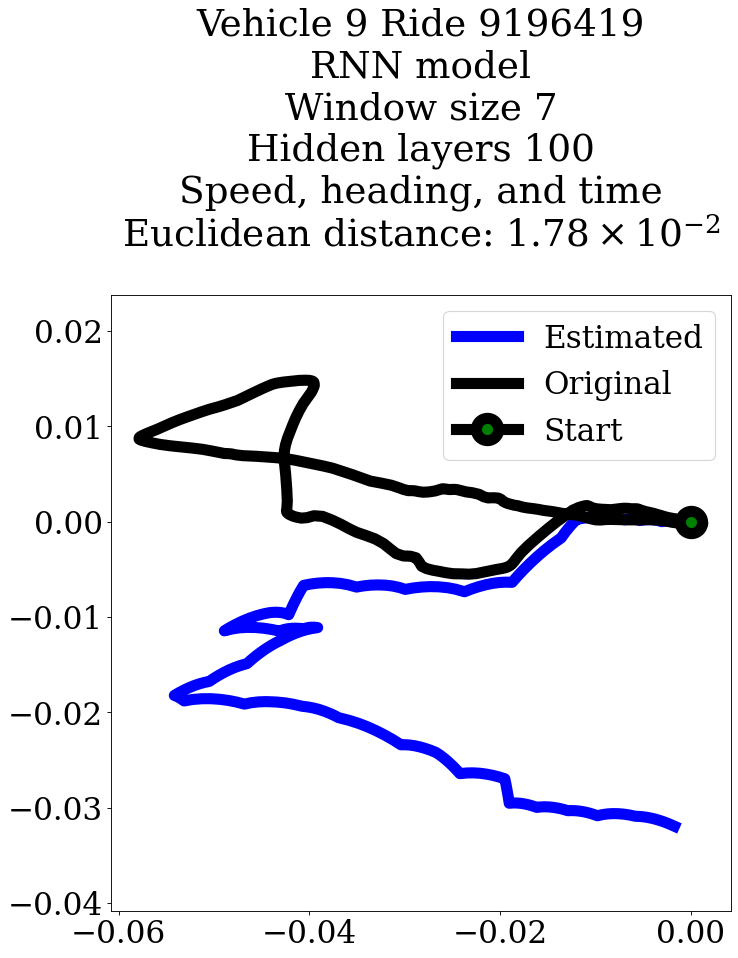 Vehicle 9 Ride 9196419
RNN model
Window size 7
Hidden layers 100
Speed, heading, and time
Euclidean distance: 1.78 × 10⁻²
Estimated
Original
Start
0.02
0.01
0.00
−0.01
−0.02
−0.03
−0.04
−0.06 −0.04 −0.02 0.00